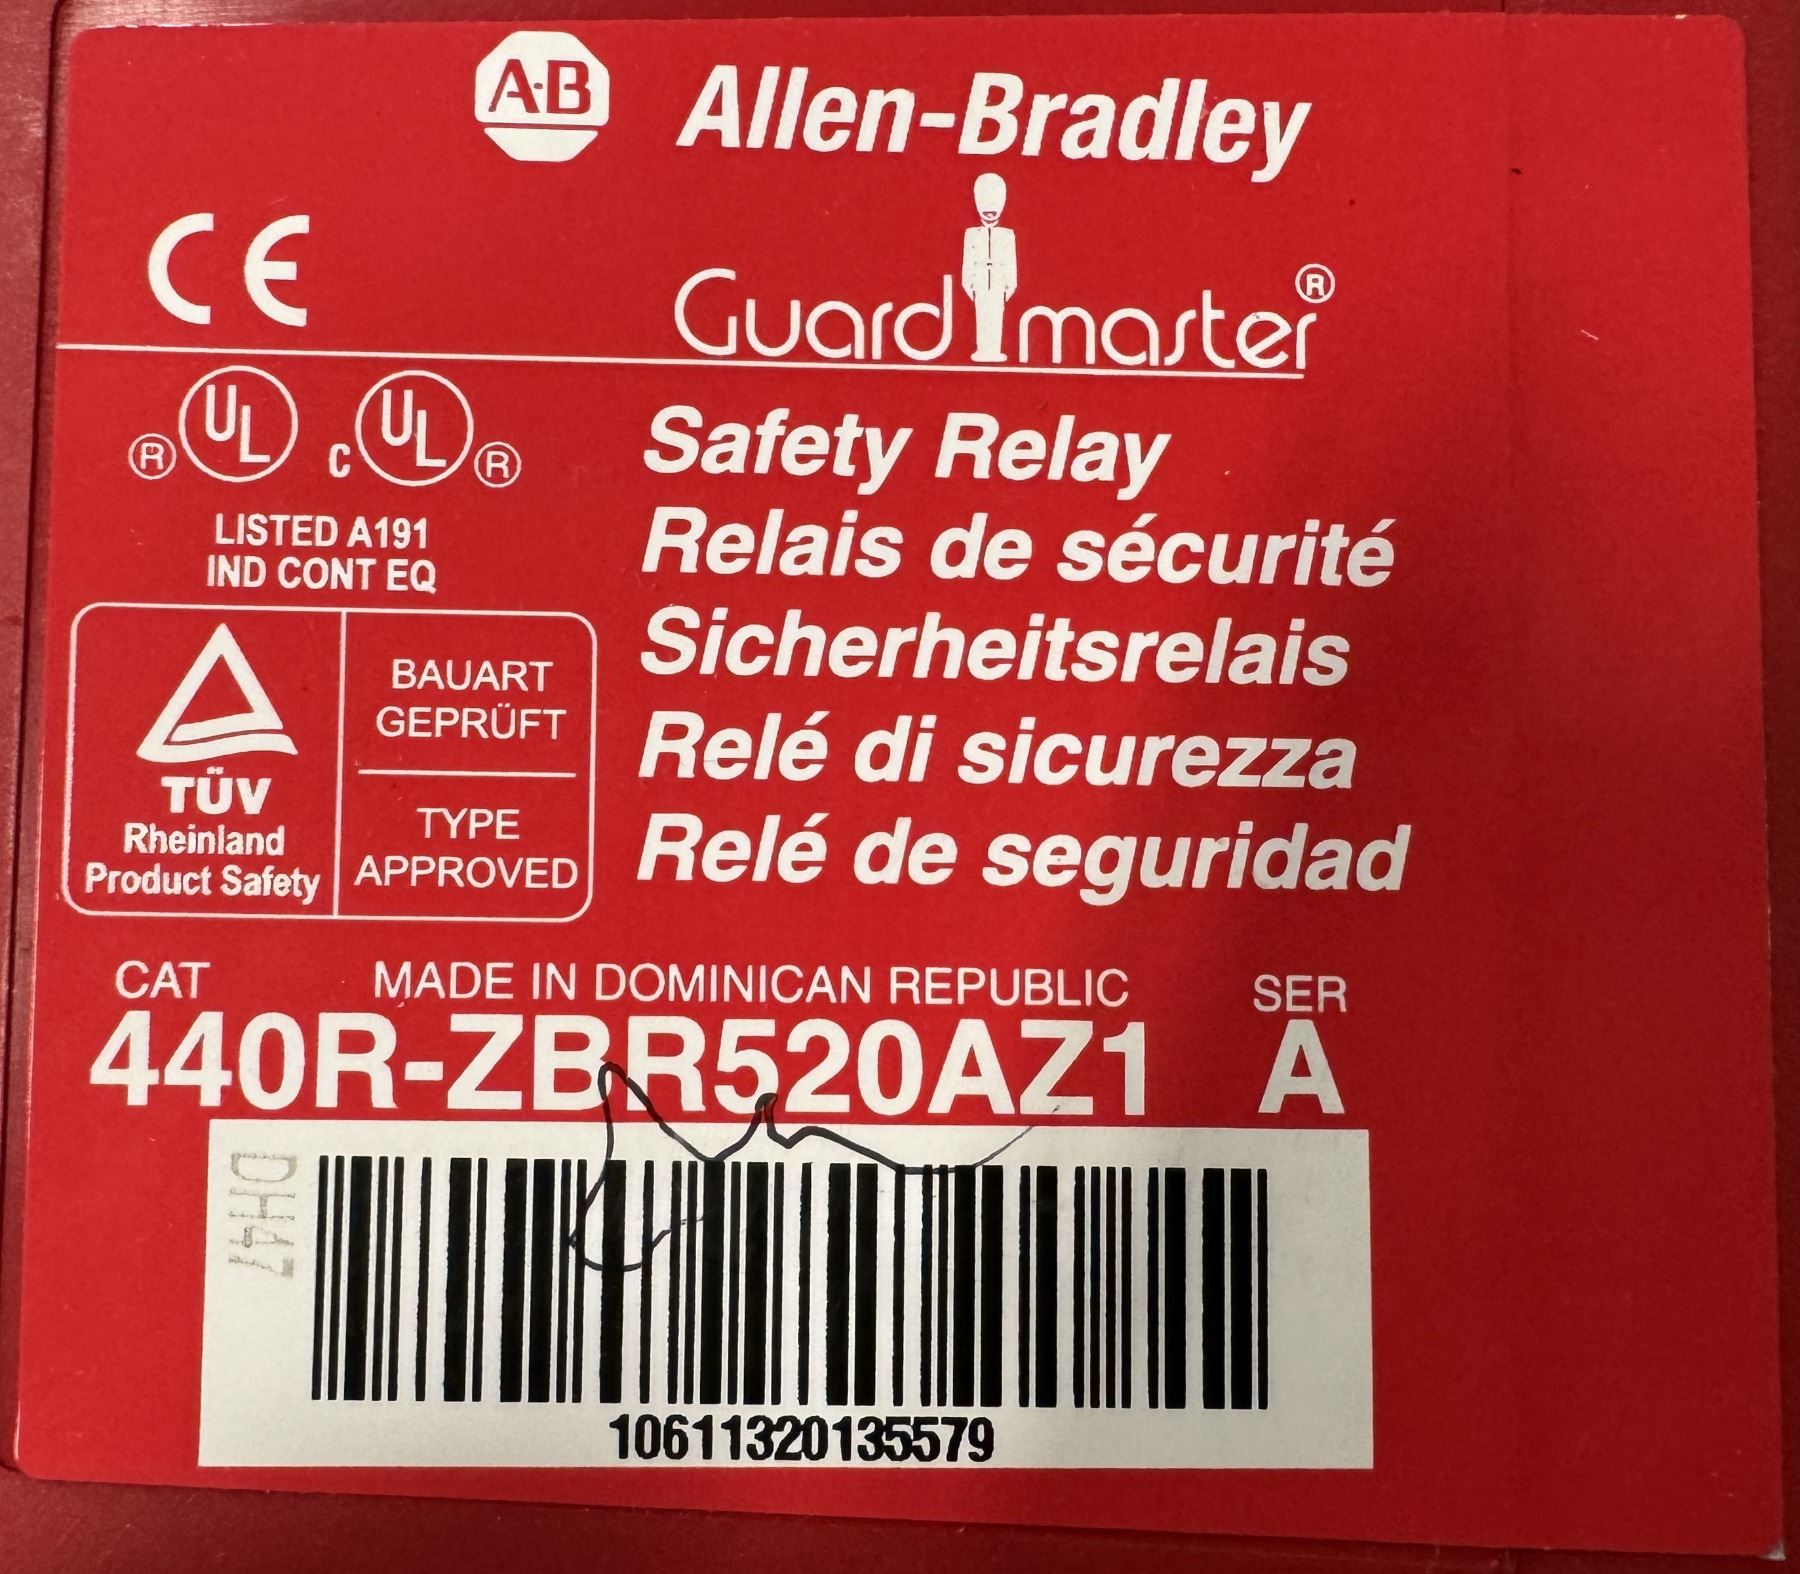 A-B Allen-Bradley
CE
Guardmaster®
® UL c UL ®
LISTED A191
IND CONT EQ
Safety Relay
Relais de sécurité
Sicherheitsrelais
Relé di sicurezza
Relé de seguridad
TÜV
Rheinland
Product Safety
BAUART
GEPRÜFT
TYPE
APPROVED
CAT MADE IN DOMINICAN REPUBLIC SER
440R-ZBR520AZ1 A
DH47
10611320135579